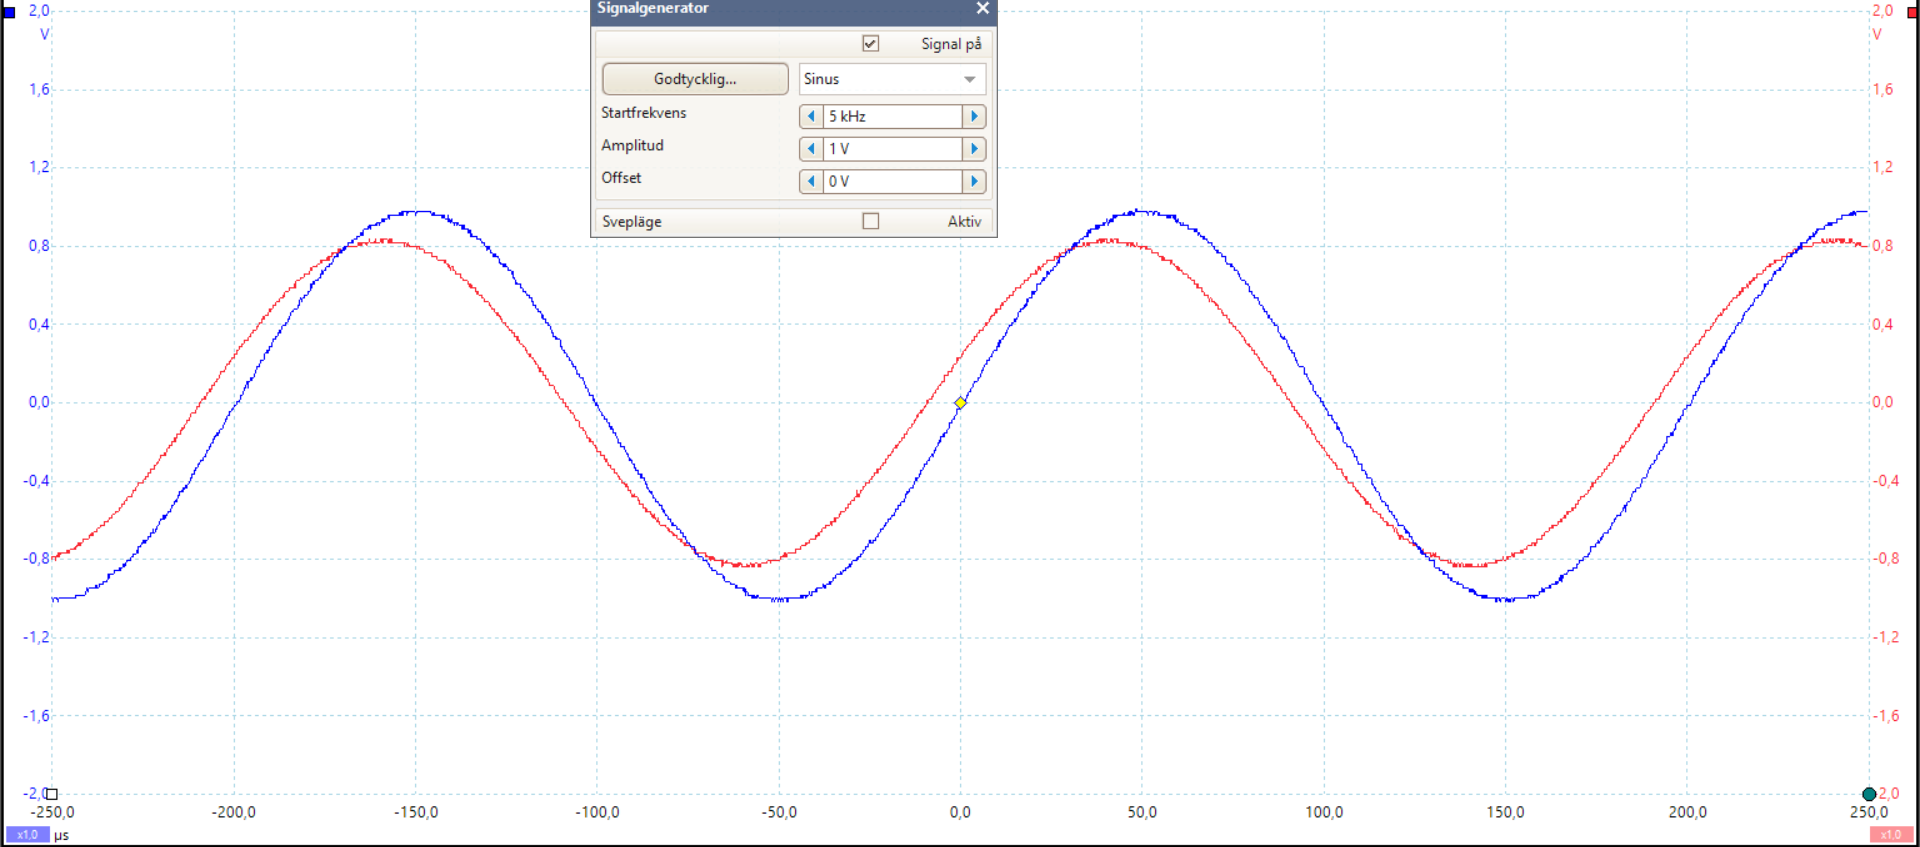 Signalgenerator
Signal på
Godtycklig... Sinus
Startfrekvens 5 kHz
Amplitud 1 V
Offset 0 V
Svepläge Aktiv
2,0 2,0
V V
1,6 1,6
1,2 1,2
0,8 0,8
0,4 0,4
0,0 0,0
-0,4 -0,4
-0,8 -0,8
-1,2 -1,2
-1,6 -1,6
-2,0 2,0
-250,0 -200,0 -150,0 -100,0 -50,0 0,0 50,0 100,0 150,0 200,0 250,0
x1,0 µs x1,0